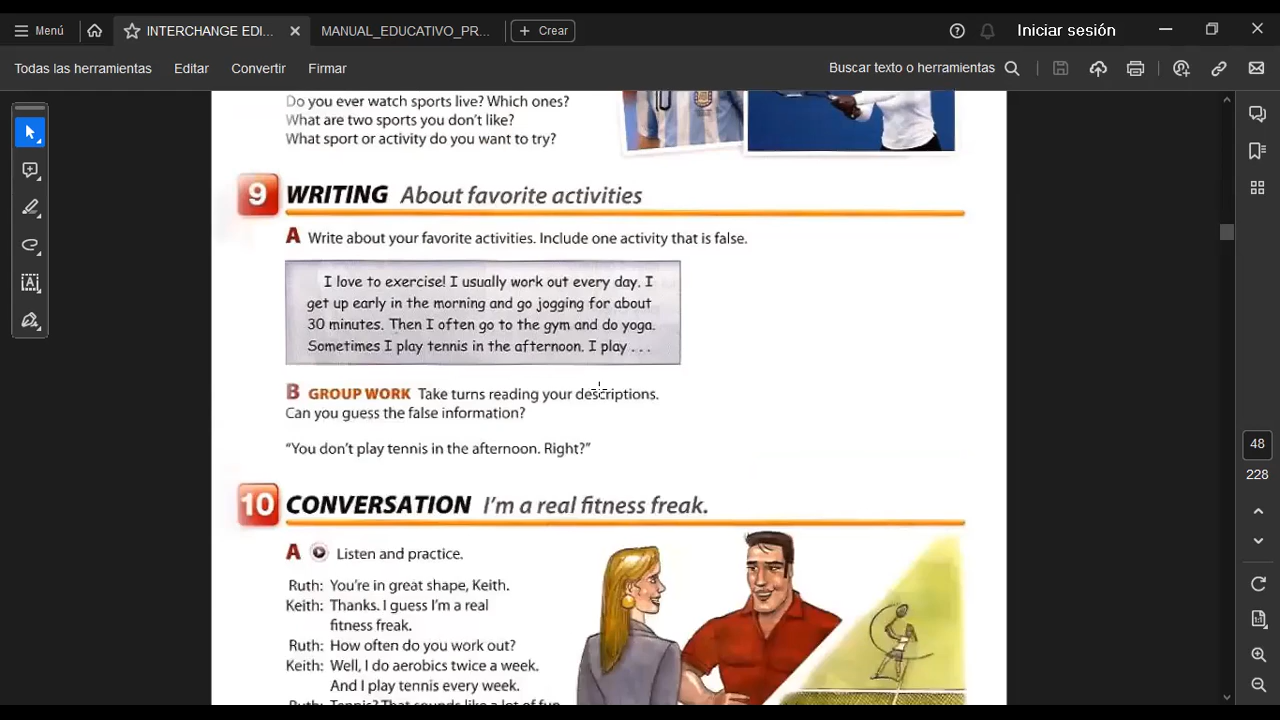 Menú
INTERCHANGE EDI...
MANUAL_EDUCATIVO_PR...
Crear
Iniciar sesión
Todas las herramientas
Editar
Convertir
Firmar
Buscar texto o herramientas
Do you ever watch sports live? Which ones?
What are two sports you don't like?
What sport or activity do you want to try?
9 WRITING About favorite activities
A Write about your favorite activities. Include one activity that is false.
I love to exercise! I usually work out every day. I
get up early in the morning and go jogging for about
30 minutes. Then I often go to the gym and do yoga.
Sometimes I play tennis in the afternoon. I play . . .
B GROUP WORK Take turns reading your descriptions.
Can you guess the false information?
"You don't play tennis in the afternoon. Right?"
10 CONVERSATION I'm a real fitness freak.
A Listen and practice.
Ruth: You're in great shape, Keith.
Keith: Thanks. I guess I'm a real
fitness freak.
Ruth: How often do you work out?
Keith: Well, I do aerobics twice a week.
And I play tennis every week.
Ruth: Tennis? That sounds like a lot of fun
48
228